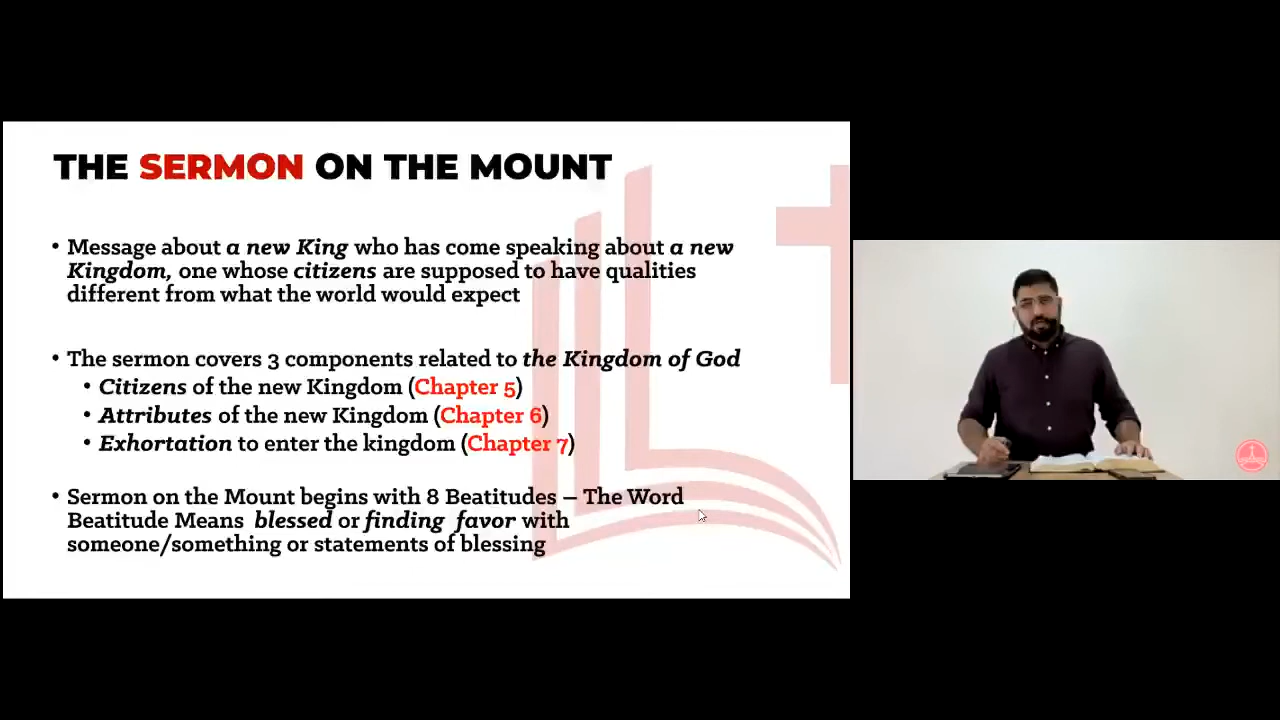 THE SERMON ON THE MOUNT
• Message about a new King who has come speaking about a new
Kingdom, one whose citizens are supposed to have qualities
different from what the world would expect
• The sermon covers 3 components related to the Kingdom of God
• Citizens of the new Kingdom (Chapter 5)
• Attributes of the new Kingdom (Chapter 6)
• Exhortation to enter the kingdom (Chapter 7)
• Sermon on the Mount begins with 8 Beatitudes – The Word
Beatitude Means blessed or finding favor with
someone/something or statements of blessing